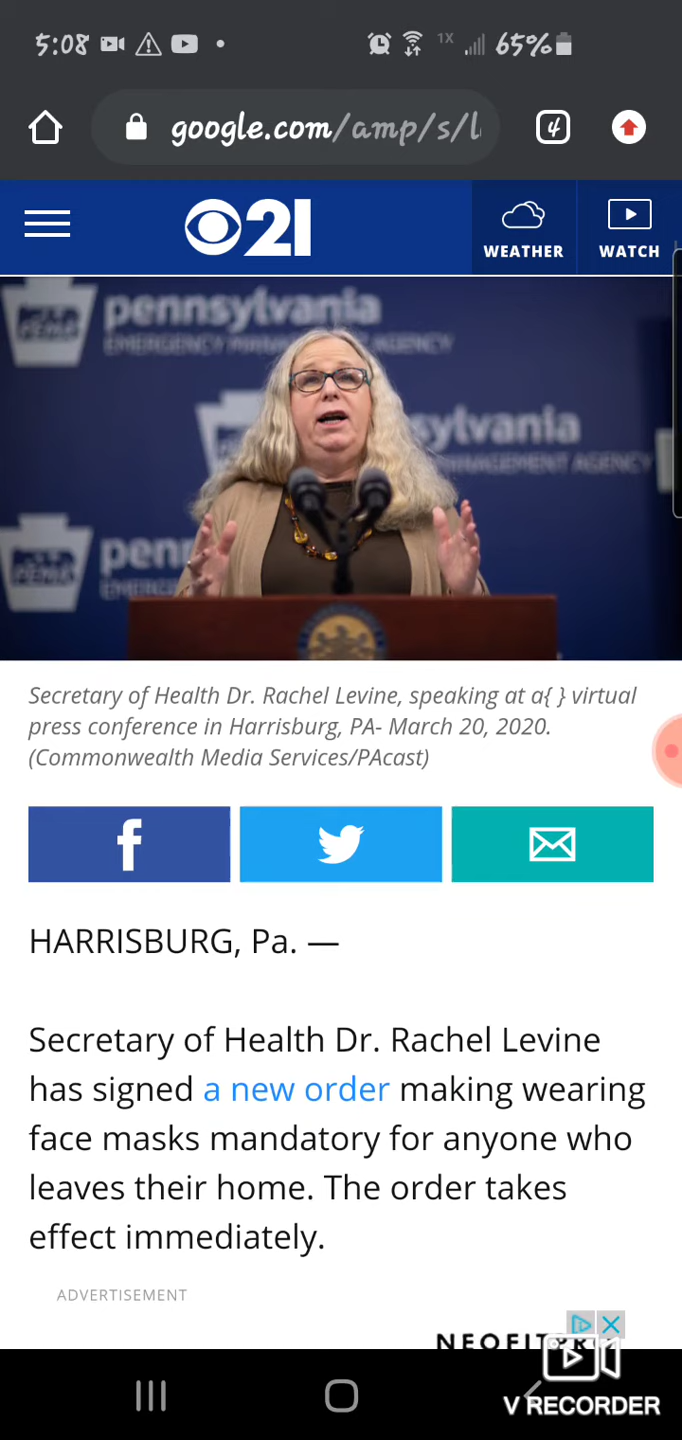 5:08 1X 65%
google.com/amp/s/l
4
21
WEATHER
WATCH
pennsylvania
EMERGENCY MANAGEMENT AGENCY
sylvania
MANAGEMENT AGENCY
penn
Secretary of Health Dr. Rachel Levine, speaking at a{ } virtual
press conference in Harrisburg, PA- March 20, 2020.
(Commonwealth Media Services/PAcast)
HARRISBURG, Pa. —
Secretary of Health Dr. Rachel Levine
has signed a new order making wearing
face masks mandatory for anyone who
leaves their home. The order takes
effect immediately.
ADVERTISEMENT
V RECORDER